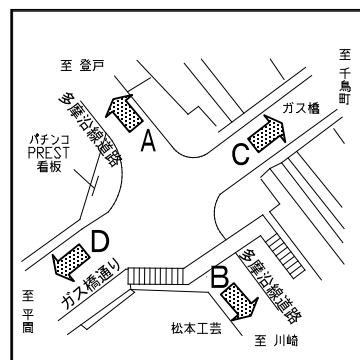 至 登戸
至
千
鳥
町
多摩沿線道路
ガス橋
パチンコ
PREST
看板
A
C
D
B
ガス橋通り
多摩沿線道路
至
平
間
松本工芸
至 川崎